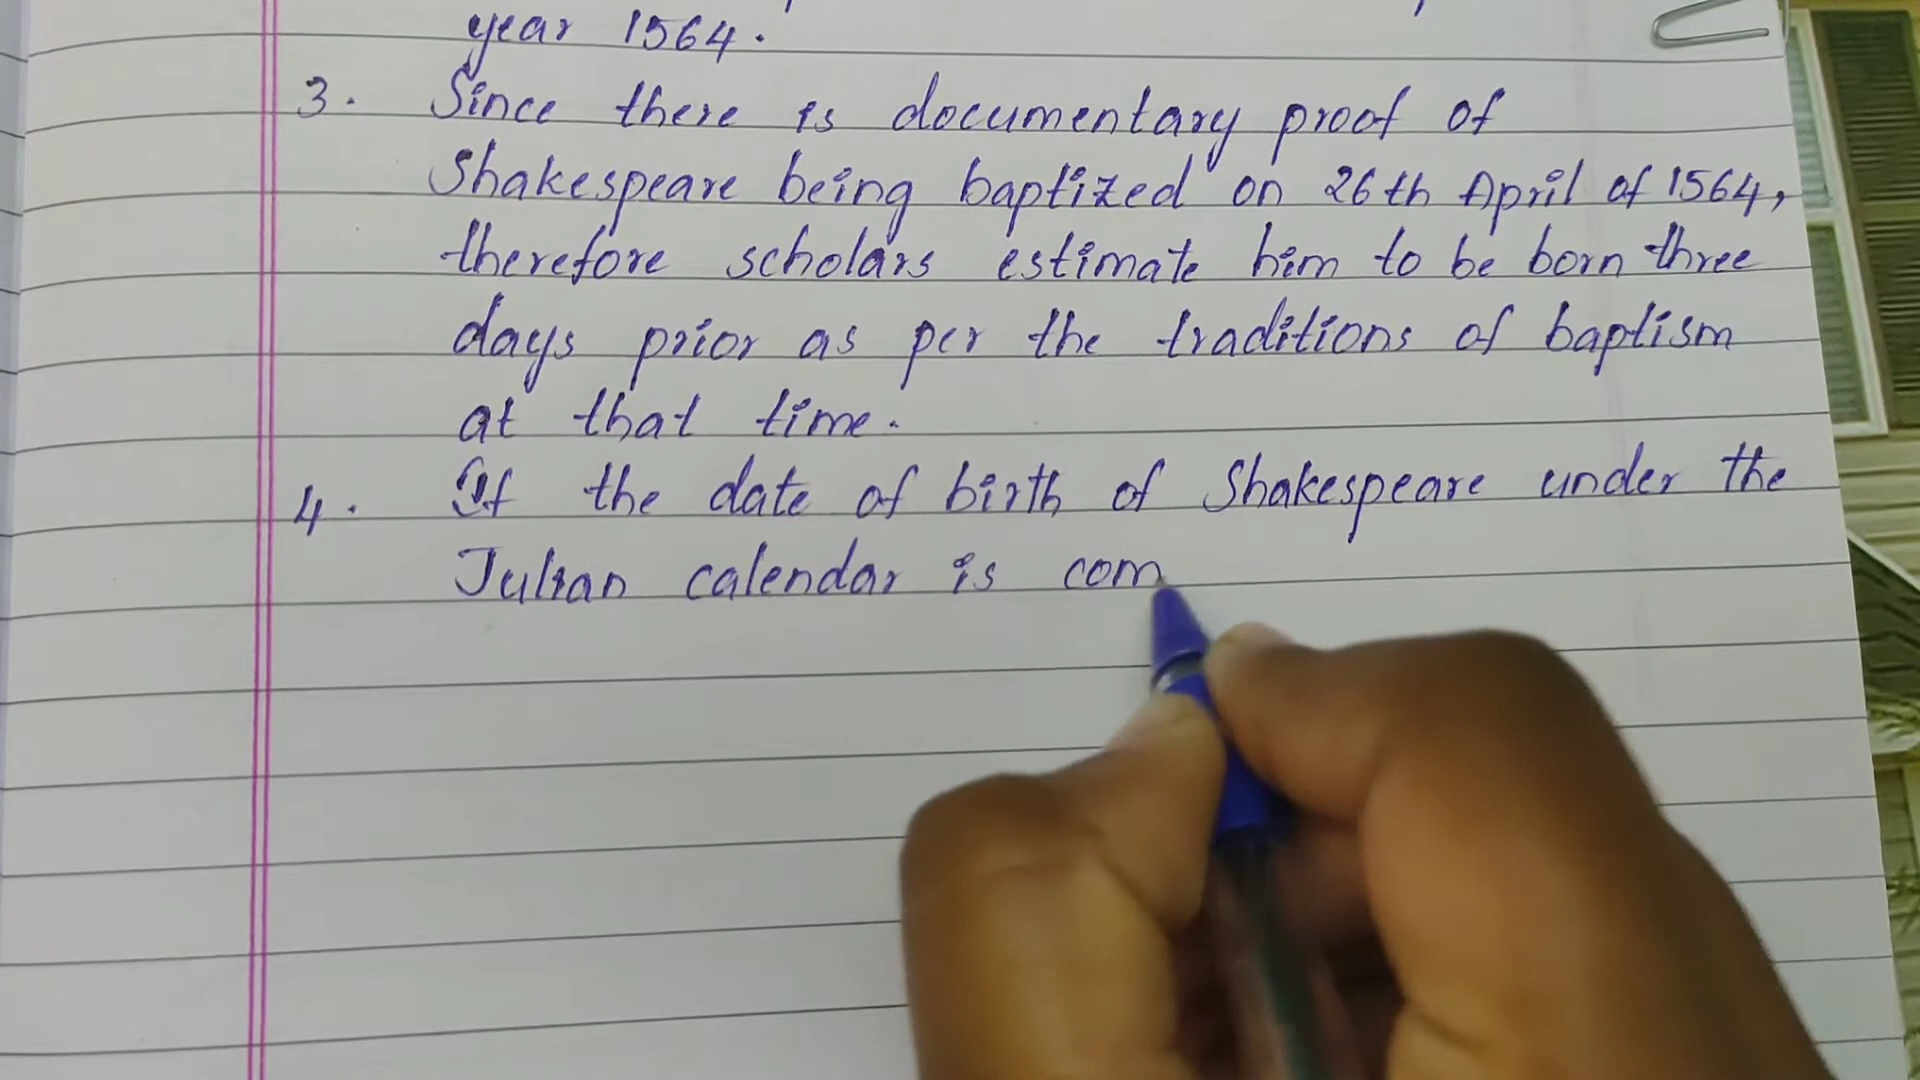 year 1564.
3. Since there is documentary proof of
Shakespeare being baptized on 26th April of 1564,
therefore scholars estimate him to be born three
days prior as per the traditions of baptism
at that time.
4. If the date of birth of Shakespeare under the
Julian calendar is com